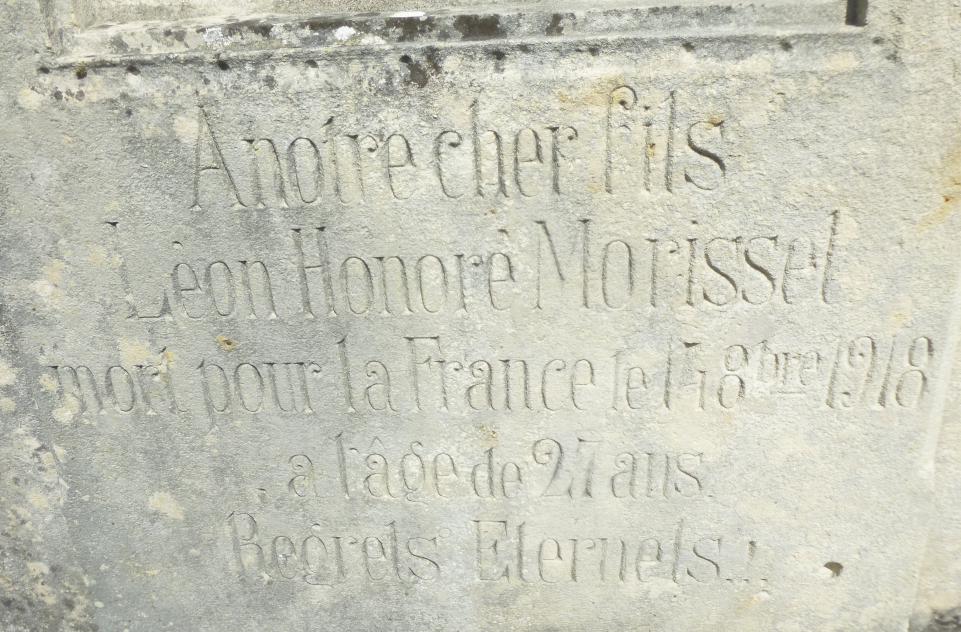 A notre cher fils
Léon Honoré Morisset
mort pour la France le 14 8bre 1918
a l'âge de 27 ans.
Regrets Eternels...